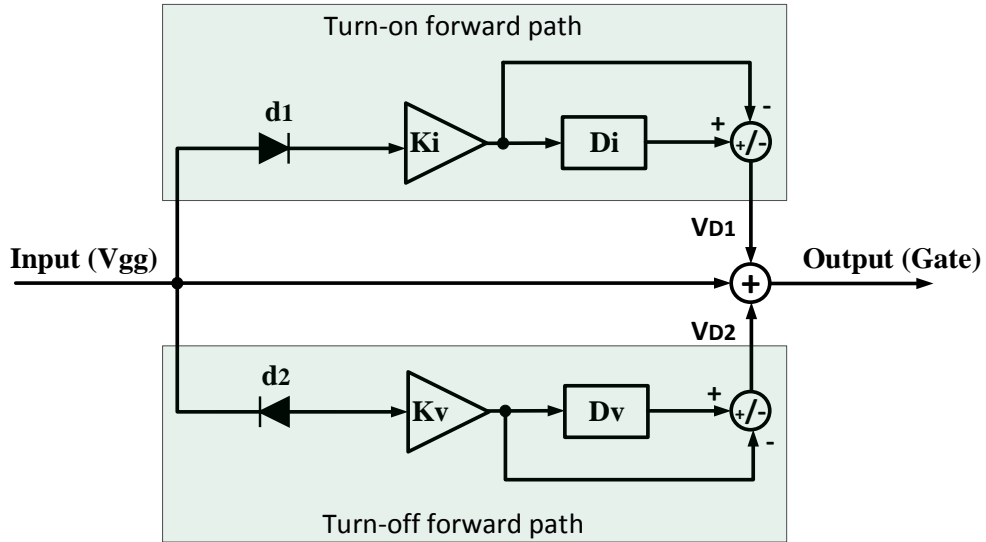 Turn-on forward path
d1
Ki
Di
+
-
+/-
VD1
Input (Vgg)
+
Output (Gate)
VD2
d2
Kv
Dv
+
+/-
-
Turn-off forward path